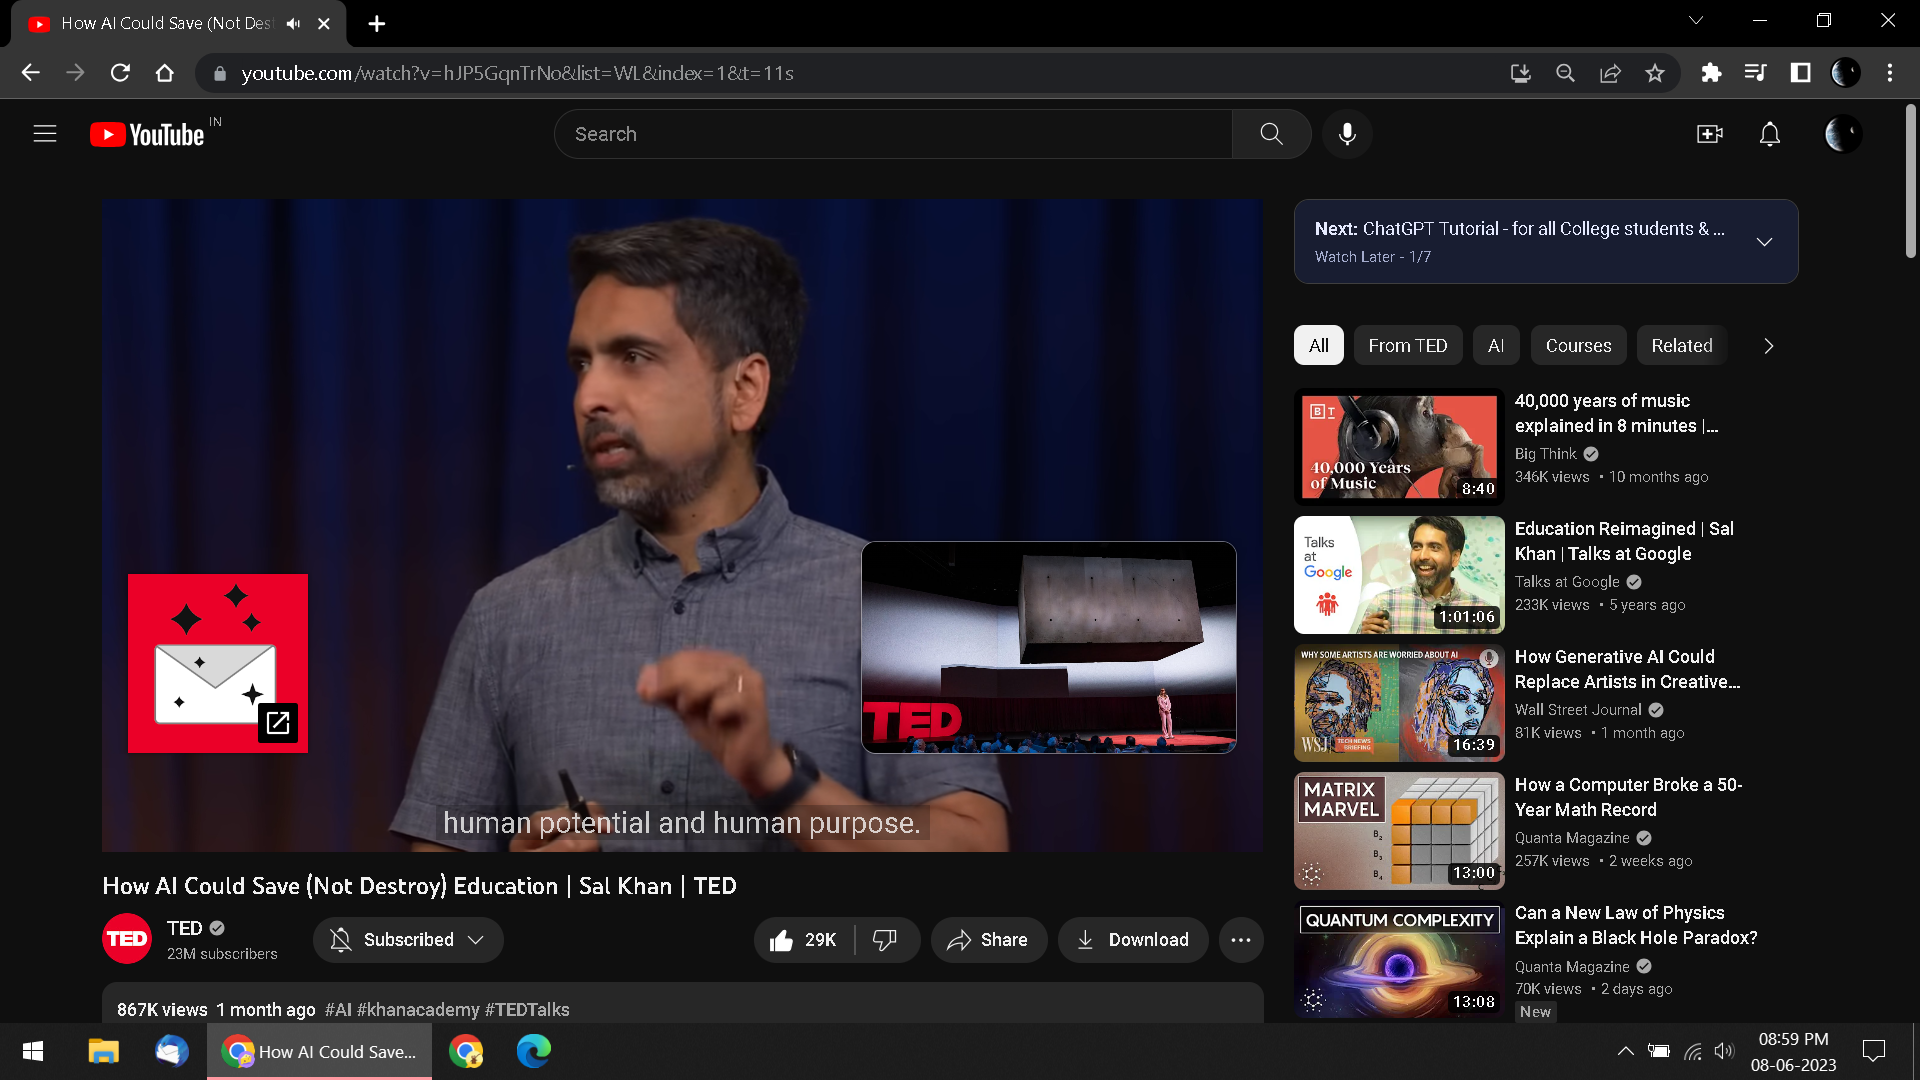 How AI Could Save (Not Des
youtube.com/watch?v=hJP5GqnTrNo&list=WL&index=1&t=11s
YouTube IN
Search
TED
human potential and human purpose.
How AI Could Save (Not Destroy) Education | Sal Khan | TED
TED
TED
23M subscribers
Subscribed
29K
Share
Download
867K views 1 month ago #AI #khanacademy #TEDTalks
Next: ChatGPT Tutorial - for all College students & ...
Watch Later - 1/7
All
From TED
AI
Courses
Related
B T
40,000 Years
of Music
8:40
40,000 years of music
explained in 8 minutes |...
Big Think
346K views • 10 months ago
Talks
at
Google
1:01:06
Education Reimagined | Sal
Khan | Talks at Google
Talks at Google
233K views • 5 years ago
WHY SOME ARTISTS ARE WORRIED ABOUT AI
WSJ
TECH NEWS
BRIEFING
16:39
How Generative AI Could
Replace Artists in Creative...
Wall Street Journal
81K views • 1 month ago
MATRIX
MARVEL
B₂
B₃
B₄
13:00
How a Computer Broke a 50-
Year Math Record
Quanta Magazine
257K views • 2 weeks ago
QUANTUM COMPLEXITY
13:08
Can a New Law of Physics
Explain a Black Hole Paradox?
Quanta Magazine
70K views • 2 days ago
New
How AI Could Save...
08:59 PM
08-06-2023